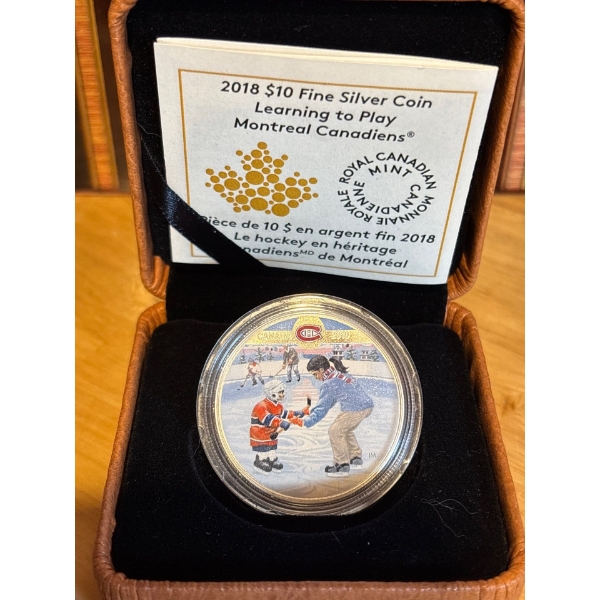 2018 $10 Fine Silver Coin
Learning to Play
Montreal Canadiens®
ROYAL CANADIAN MINT
MONNAIE ROYALE CANADIENNE
Pièce de 10 $ en argent fin 2018
Le hockey en héritage
anadiensMD de Montréal
CANADA